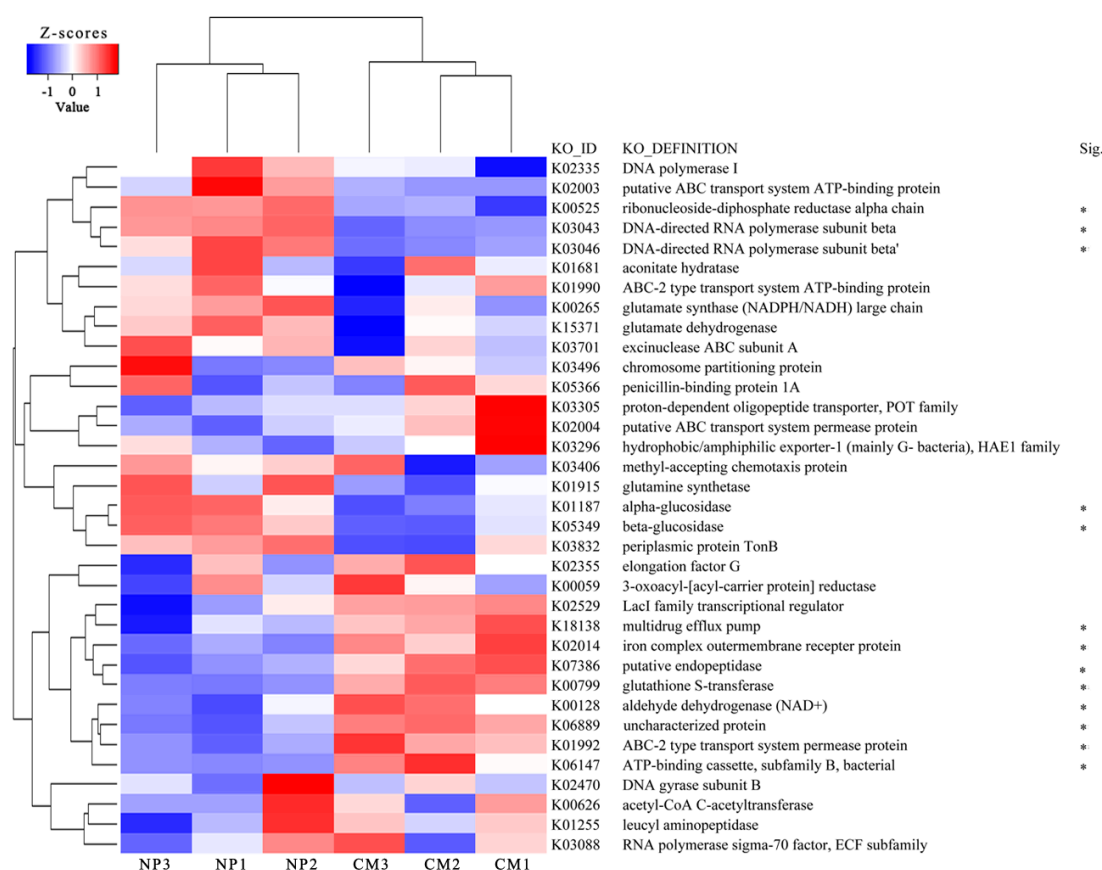 Z-scores
-1 0 1
Value
KO_ID KO_DEFINITION Sig.
K02335 DNA polymerase I
K02003 putative ABC transport system ATP-binding protein
K00525 ribonucleoside-diphosphate reductase alpha chain *
K03043 DNA-directed RNA polymerase subunit beta *
K03046 DNA-directed RNA polymerase subunit beta' *
K01681 aconitate hydratase
K01990 ABC-2 type transport system ATP-binding protein
K00265 glutamate synthase (NADPH/NADH) large chain
K15371 glutamate dehydrogenase
K03701 excinuclease ABC subunit A
K03496 chromosome partitioning protein
K05366 penicillin-binding protein 1A
K03305 proton-dependent oligopeptide transporter, POT family
K02004 putative ABC transport system permease protein
K03296 hydrophobic/amphiphilic exporter-1 (mainly G- bacteria), HAE1 family
K03406 methyl-accepting chemotaxis protein
K01915 glutamine synthetase
K01187 alpha-glucosidase *
K05349 beta-glucosidase *
K03832 periplasmic protein TonB
K02355 elongation factor G
K00059 3-oxoacyl-[acyl-carrier protein] reductase
K02529 LacI family transcriptional regulator
K18138 multidrug efflux pump *
K02014 iron complex outermembrane recepter protein *
K07386 putative endopeptidase *
K00799 glutathione S-transferase *
K00128 aldehyde dehydrogenase (NAD+) *
K06889 uncharacterized protein *
K01992 ABC-2 type transport system permease protein *
K06147 ATP-binding cassette, subfamily B, bacterial *
K02470 DNA gyrase subunit B
K00626 acetyl-CoA C-acetyltransferase
K01255 leucyl aminopeptidase
K03088 RNA polymerase sigma-70 factor, ECF subfamily
NP3 NP1 NP2 CM3 CM2 CM1